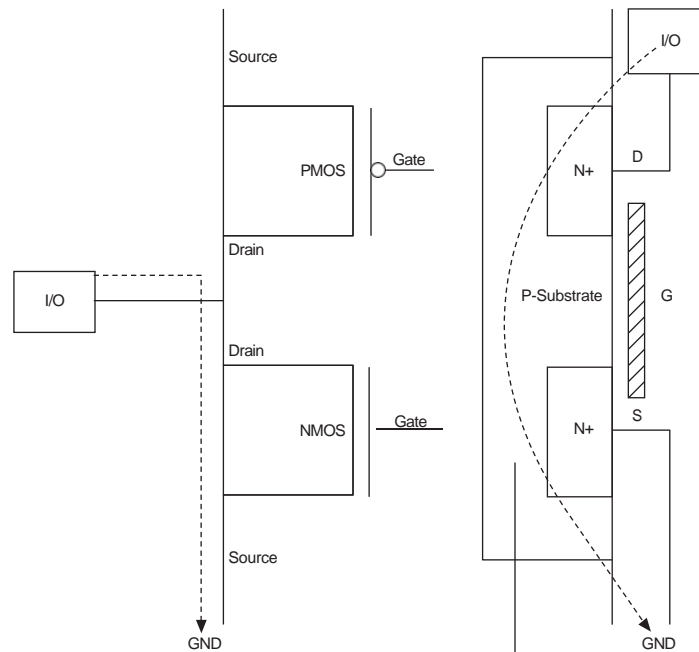 Source
PMOS
Gate
Drain
I/O
Drain
NMOS
Gate
Source
GND
I/O
N+
D
P-Substrate
G
S
N+
GND